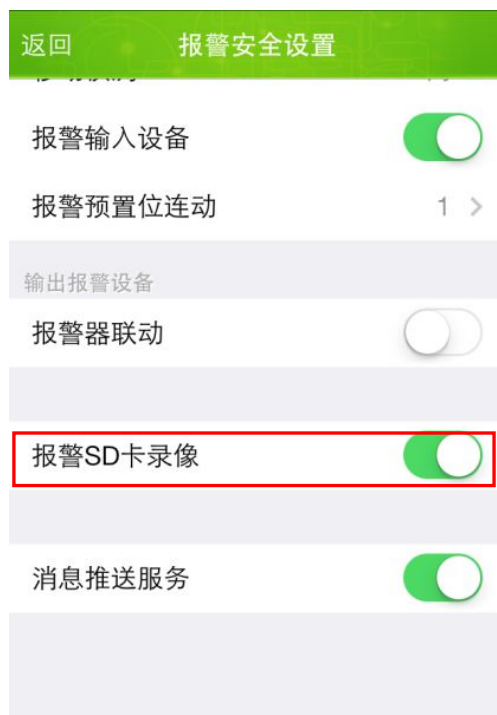 返回 报警安全设置
报警输入设备
报警预置位连动 1 >
输出报警设备
报警器联动
报警SD卡录像
消息推送服务